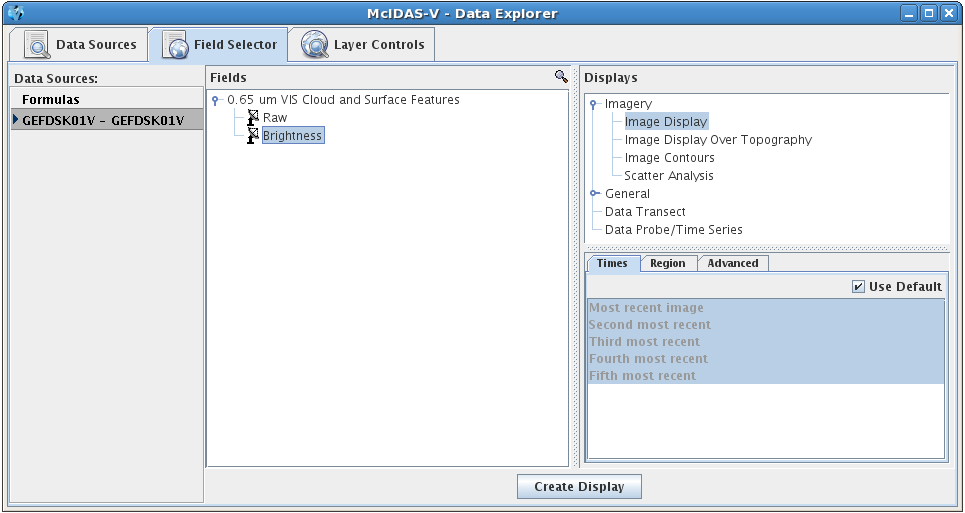 McIDAS-V - Data Explorer
Data Sources
Field Selector
Layer Controls
Data Sources:
Formulas
GEFDSK01V - GEFDSK01V
Fields
0.65 um VIS Cloud and Surface Features
Raw
Brightness
Displays
Imagery
Image Display
Image Display Over Topography
Image Contours
Scatter Analysis
General
Data Transect
Data Probe/Time Series
Times Region Advanced
Use Default
Most recent image
Second most recent
Third most recent
Fourth most recent
Fifth most recent
Create Display